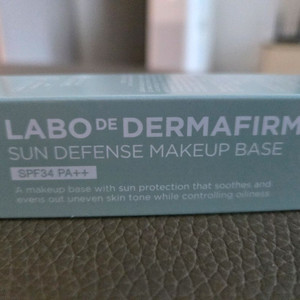 LABO DE DERMAFIRM
SUN DEFENSE MAKEUP BASE
SPF34 PA++
A makeup base with sun protection that soothes and
evens out uneven skin tone while controlling oiliness